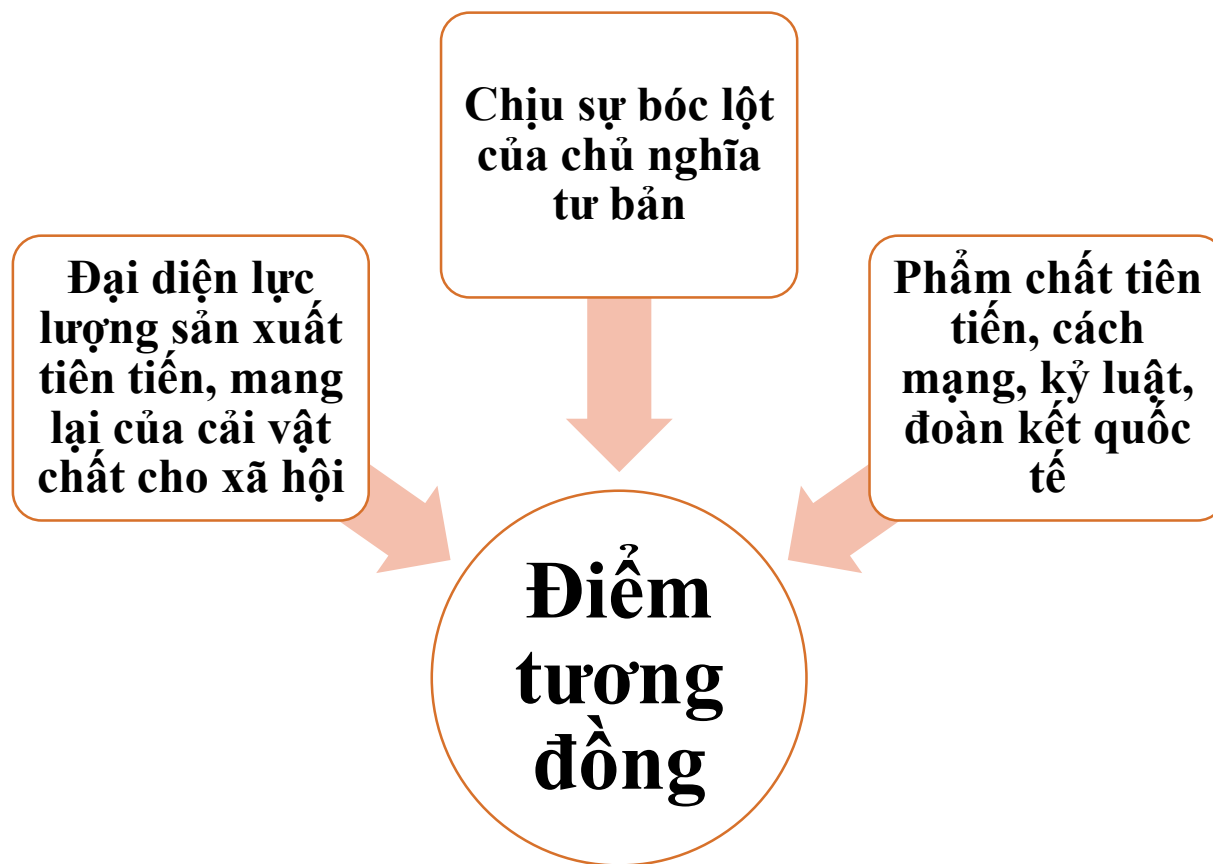 Chịu sự bóc lột
của chủ nghĩa
tư bản
Đại diện lực
lượng sản xuất
tiên tiến, mang
lại của cải vật
chất cho xã hội
Phẩm chất tiên
tiến, cách
mạng, kỷ luật,
đoàn kết quốc
tế
Điểm
tương
đồng